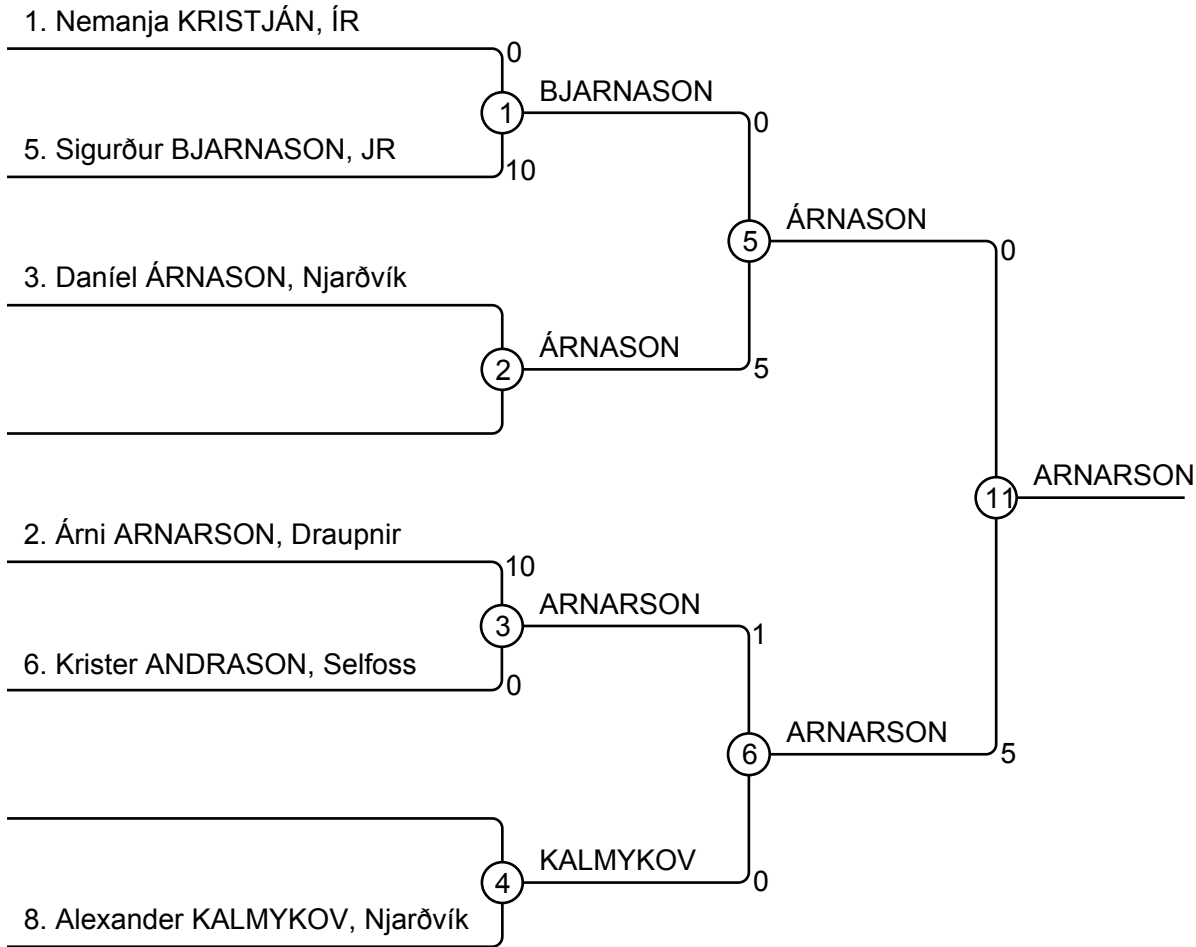 1. Nemanja KRISTJÁN, ÍR
0
1
BJARNASON
5. Sigurður BJARNASON, JR
10
0
5
ÁRNASON
3. Daníel ÁRNASON, Njarðvík
0
2
ÁRNASON
5
11
ARNARSON
2. Árni ARNARSON, Draupnir
10
3
ARNARSON
1
6. Krister ANDRASON, Selfoss
0
6
ARNARSON
5
4
KALMYKOV
0
8. Alexander KALMYKOV, Njarðvík